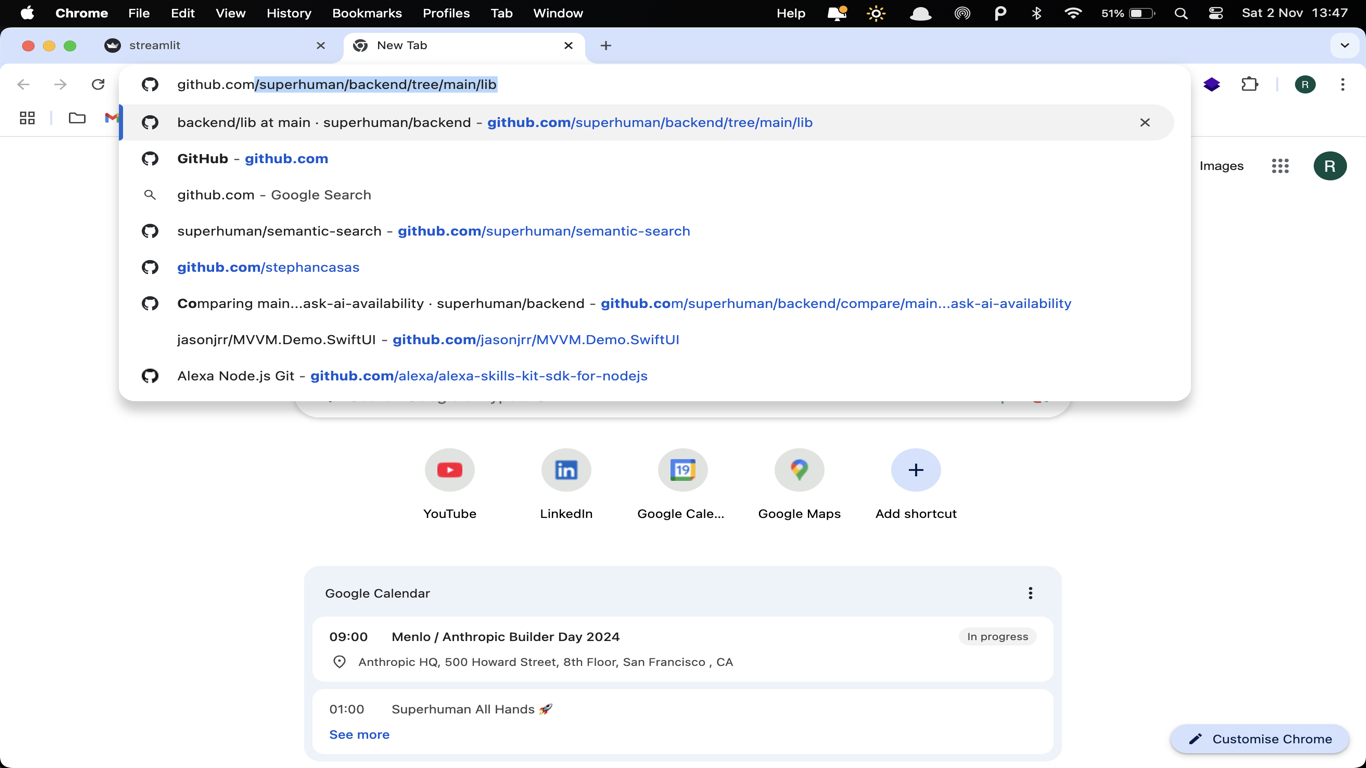 Chrome File Edit View History Bookmarks Profiles Tab Window Help 51% Sat 2 Nov 13:47
streamlit New Tab
github.com/superhuman/backend/tree/main/lib R
backend/lib at main · superhuman/backend – github.com/superhuman/backend/tree/main/lib
GitHub – github.com
Images R
github.com – Google Search
superhuman/semantic-search – github.com/superhuman/semantic-search
github.com/stephancasas
Comparing main...ask-ai-availability · superhuman/backend – github.com/superhuman/backend/compare/main...ask-ai-availability
jasonjrr/MVVM.Demo.SwiftUI – github.com/jasonjrr/MVVM.Demo.SwiftUI
Alexa Node.js Git – github.com/alexa/alexa-skills-kit-sdk-for-nodejs
in 19
YouTube LinkedIn Google Cale... Google Maps Add shortcut
Google Calendar
09:00 Menlo / Anthropic Builder Day 2024 In progress
Anthropic HQ, 500 Howard Street, 8th Floor, San Francisco , CA
01:00 Superhuman All Hands 🚀
See more
Customise Chrome